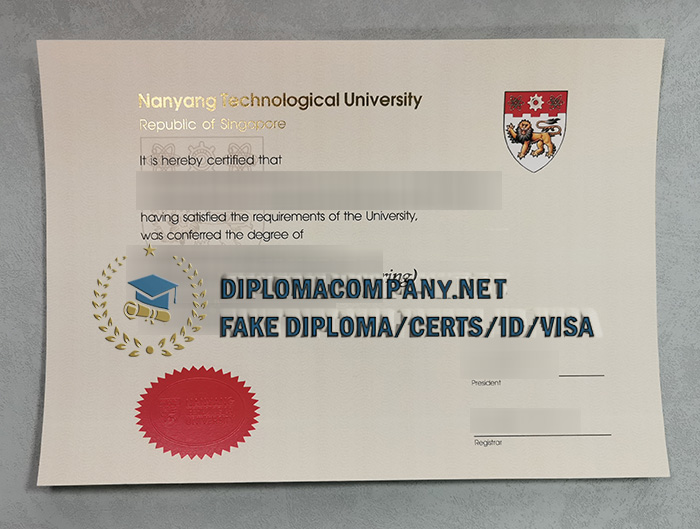 Nanyang Technological University
Republic of Singapore
It is hereby certified that
having satisfied the requirements of the University,
was conferred the degree of
ring)
DIPLOMACOMPANY.NET
FAKE DIPLOMA/CERTS/ID/VISA
President
Registrar